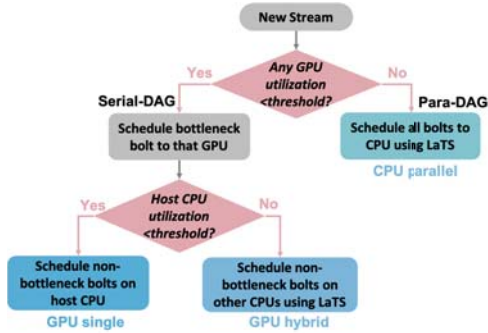 New Stream
Any GPU
utilization
<threshold?
Yes
No
Serial-DAG
Para-DAG
Schedule bottleneck
bolt to that GPU
Schedule all bolts to
CPU using LaTS
CPU parallel
Host CPU
utilization
<threshold?
Yes
No
Schedule non-
bottleneck bolts on
host CPU
Schedule non-
bottleneck bolts on
other CPUs using LaTS
GPU single
GPU hybrid